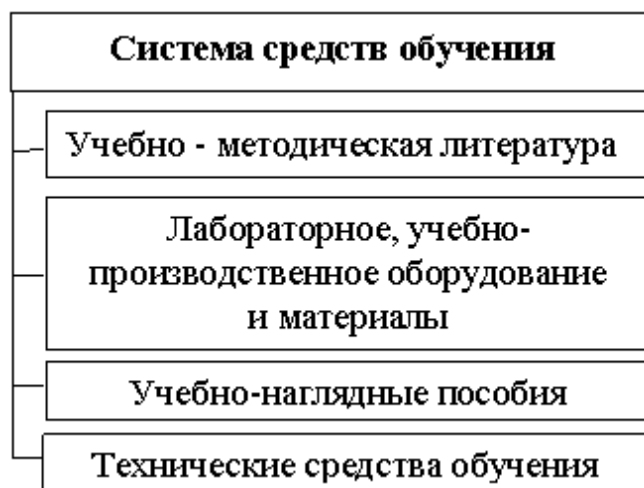 Система средств обучения
Учебно - методическая литература
Лабораторное, учебно-
производственное оборудование
и материалы
Учебно-наглядные пособия
Технические средства обучения